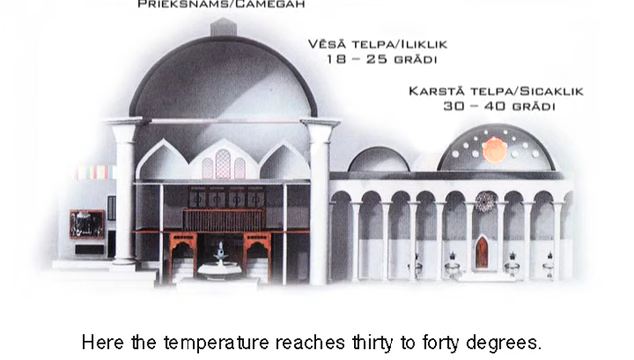 PRIEKSNAMS/CAMEGAH
VĒSĀ TELPA/ILIKLIK
18 – 25 GRĀDI
KARSTĀ TELPA/SICAKLIK
30 – 40 GRĀDI
Here the temperature reaches thirty to forty degrees.